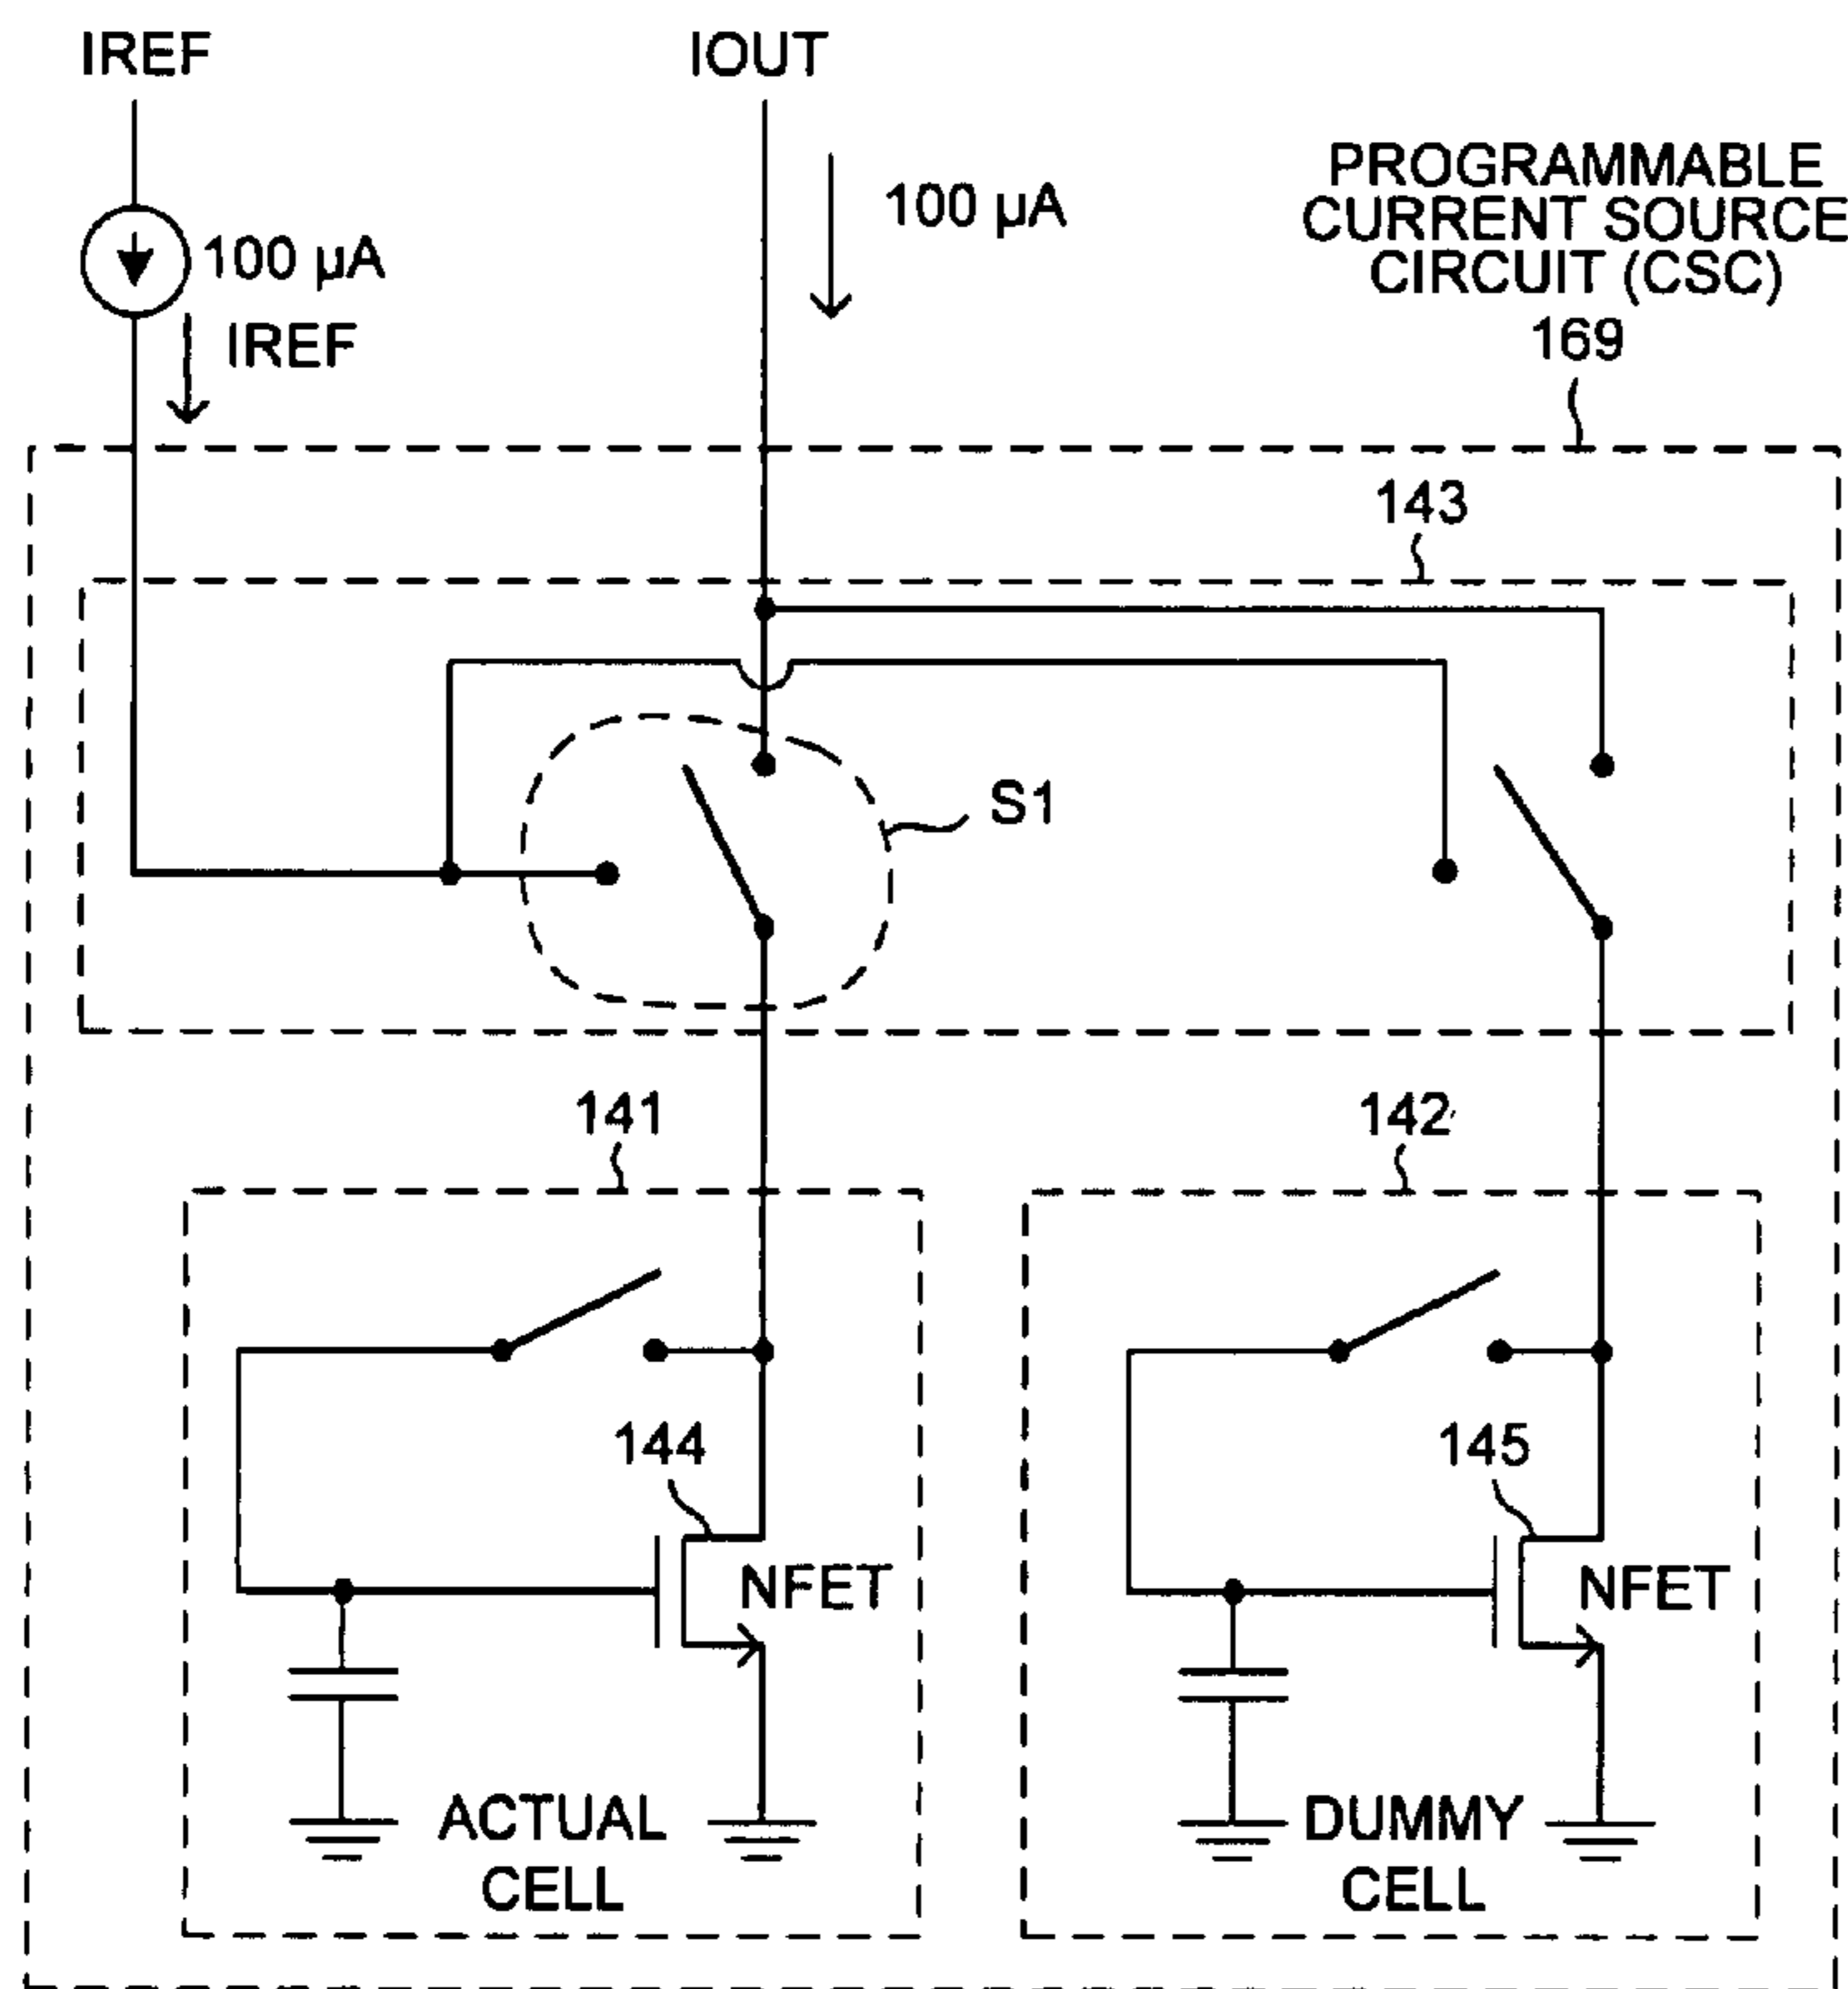 IREF
IOUT
100 µA
IREF
100 µA
PROGRAMMABLE
CURRENT SOURCE
CIRCUIT (CSC)
169
143
S1
141
142
144
NFET
145
NFET
ACTUAL
CELL
DUMMY
CELL